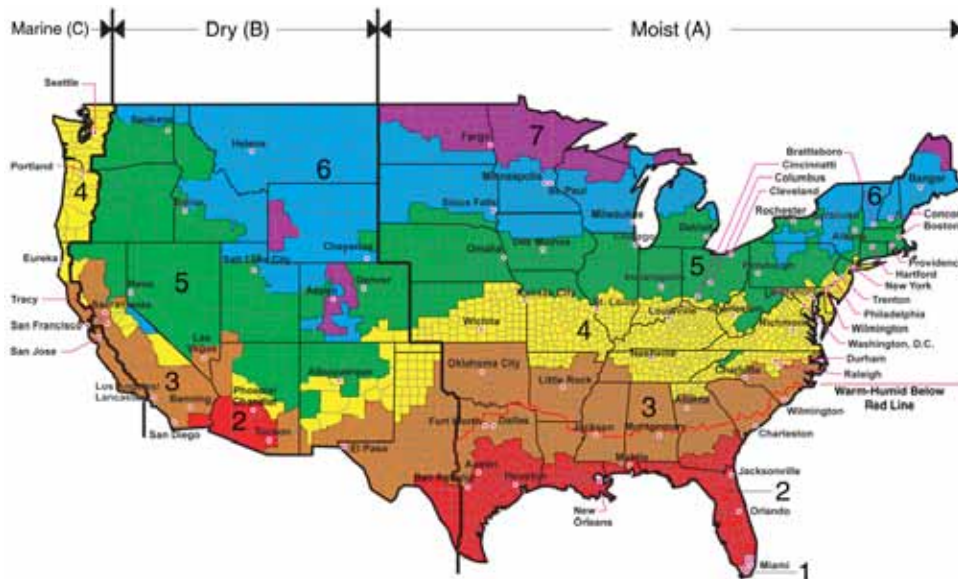 Marine (C)
Dry (B)
Moist (A)
Seattle
Spokane
Helena
Fargo
7
Brattleboro
Cincinnatti
Columbus
Cleveland
Portland
4
6
Minneapolis
St. Paul
Rochester
6
Bangor
Boise
Sioux Falls
Milwaukee
Detroit
Concord
Boston
Eureka
Cheyenne
Salt Lake City
Omaha
Des Moines
Chicago
5
Pittsburgh
Providence
Hartford
New York
Reno
5
Denver
Aspen
Indianapolis
Trenton
Tracy
Sacramento
Kansas City
St. Louis
Philadelphia
San Francisco
4
Louisville
Richmond
Wilmington
San Jose
Las
Vegas
Wichita
Washington, D.C.
Nashville
Durham
3
Albuquerque
Oklahoma City
Little Rock
Charlotte
Raleigh
Los Angeles
Lancaster
Banning
Phoenix
3
Atlanta
Warm-Humid Below
Red Line
2
Tucson
Fort Worth
Dallas
Jackson
Montgomery
Wilmington
San Diego
El Paso
Charleston
Austin
Mobile
San Antonio
Houston
Jacksonville
2
New
Orleans
Orlando
Miami
1